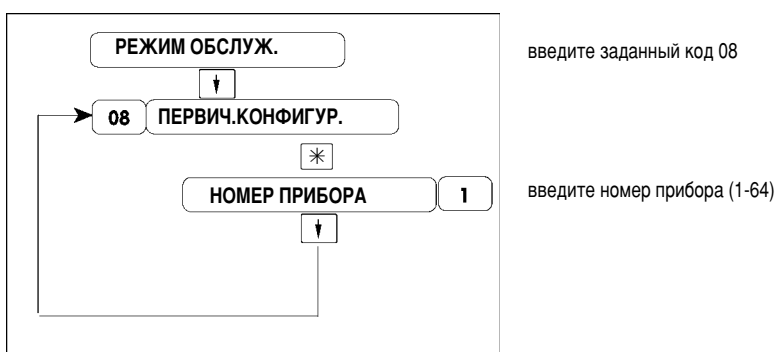 РЕЖИМ ОБСЛУЖ.
введите заданный код 08
08 ПЕРВИЧ.КОНФИГУР.
НОМЕР ПРИБОРА 1
введите номер прибора (1-64)